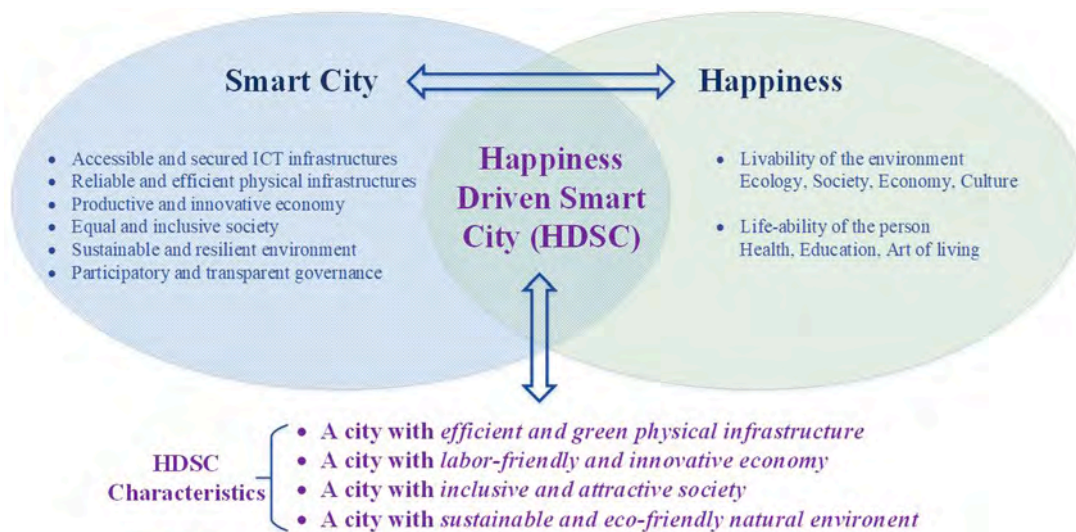 Smart City
Happiness
• Accessible and secured ICT infrastructures
• Reliable and efficient physical infrastructures
• Productive and innovative economy
• Equal and inclusive society
• Sustainable and resilient environment
• Participatory and transparent governance
Happiness
Driven Smart
City (HDSC)
• Livability of the environment
Ecology, Society, Economy, Culture
• Life-ability of the person
Health, Education, Art of living
HDSC
Characteristics
• A city with efficient and green physical infrastructure
• A city with labor-friendly and innovative economy
• A city with inclusive and attractive society
• A city with sustainable and eco-friendly natural environent